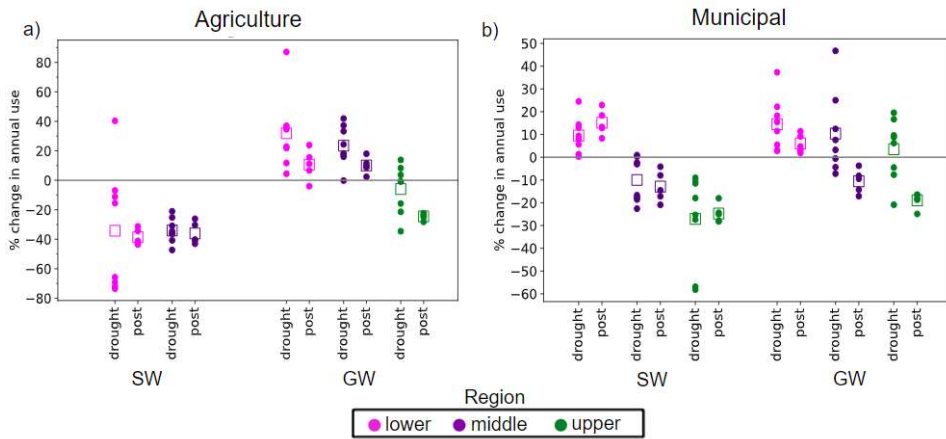 Agriculture
Municipal
a)
b)
% change in annual use
80
60
40
20
0
−20
−40
−60
−80
drought
post
drought
post
drought
post
drought
post
drought
post
SW
GW
% change in annual use
50
40
30
20
10
0
−10
−20
−30
−40
−50
−60
drought
post
drought
post
drought
post
drought
post
drought
post
drought
post
SW
GW
Region
lower
middle
upper